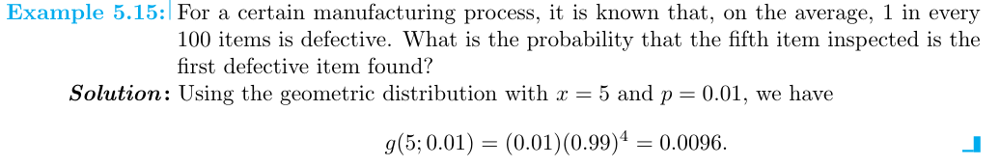 Example 5.15: For a certain manufacturing process, it is known that, on the average, 1 in every
100 items is defective. What is the probability that the fifth item inspected is the
first defective item found?
Solution: Using the geometric distribution with x = 5 and p = 0.01, we have
g(5; 0.01) = (0.01)(0.99)⁴ = 0.0096.